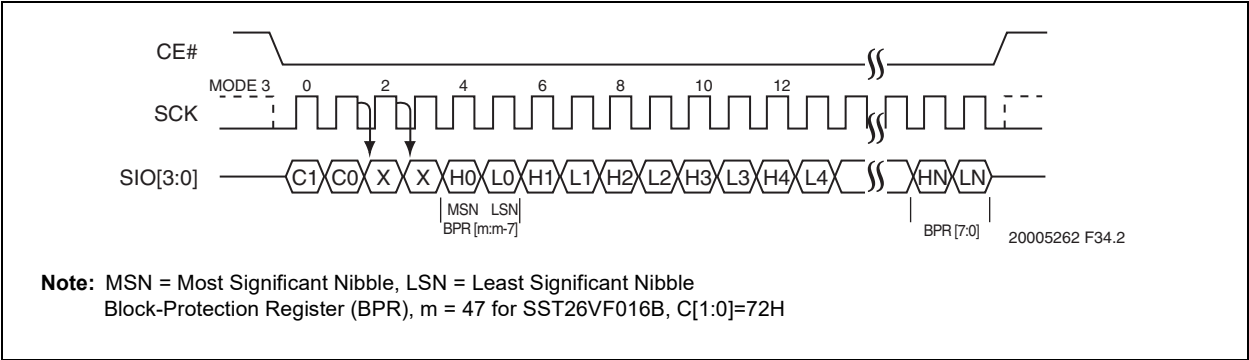 CE#
MODE 3 0 2 4 6 8 10 12
SCK
SIO[3:0] C1 C0 X X H0 L0 H1 L1 H2 L2 H3 L3 H4 L4 HN LN
MSN LSN
BPR [m:m-7]
BPR [7:0]
20005262 F34.2
Note: MSN = Most Significant Nibble, LSN = Least Significant Nibble
Block-Protection Register (BPR), m = 47 for SST26VF016B, C[1:0]=72H